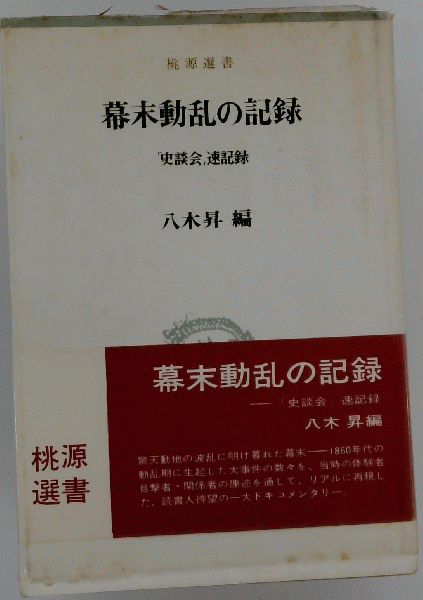 桃源選書
幕末動乱の記録
「史談会」速記録
八木昇 編
幕末動乱の記録
――「史談会」速記録
八木 昇編
桃源
選書
驚天動地の波乱に明け暮れた幕末――1860年代の
動乱期に生起した大事件の数々を、当時の体験者
目撃者・関係者の陳述を通して、リアルに再現し
た、読書人待望の一大ドキュメンタリー。